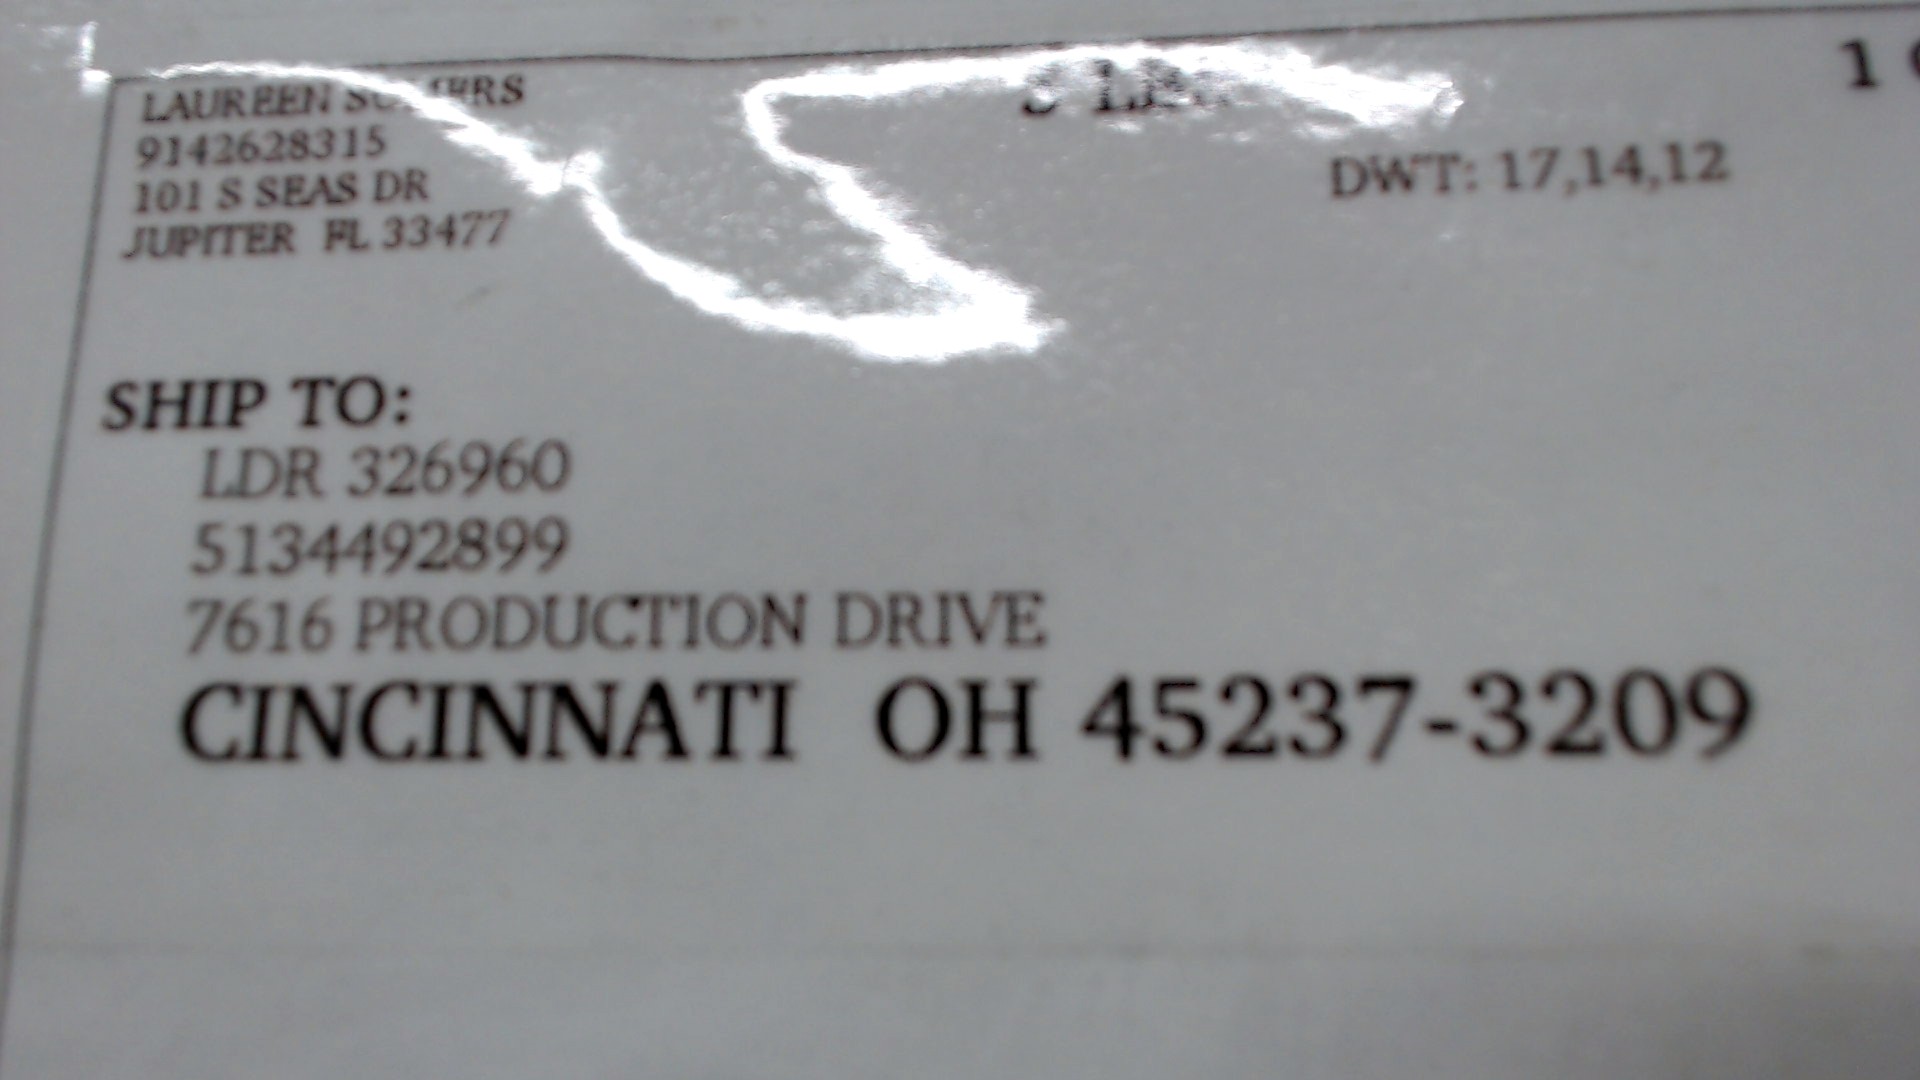 LAUREEN
9142628315
101 S SEAS DR
JUPITER FL 33477
LBS
1
DWT: 17,14,12
SHIP TO:
LDR 326960
5134492899
7616 PRODUCTION DRIVE
CINCINNATI OH 45237-3209